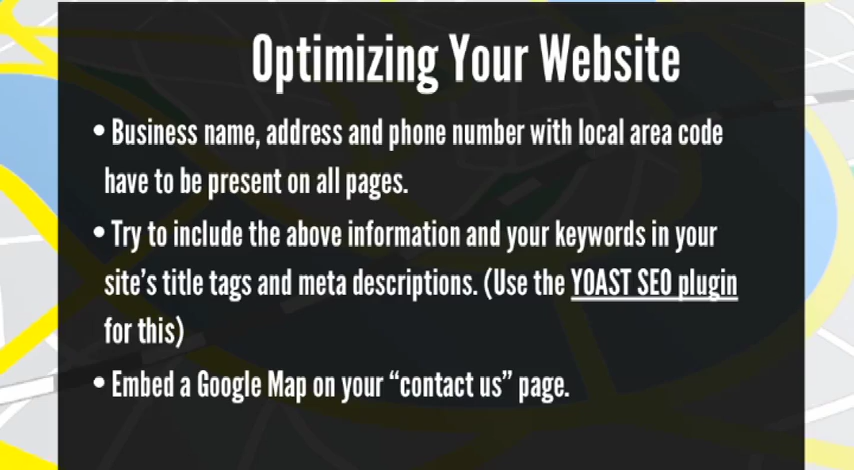 Optimizing Your Website
• Business name, address and phone number with local area code
have to be present on all pages.
• Try to include the above information and your keywords in your
site’s title tags and meta descriptions. (Use the YOAST SEO plugin
for this)
• Embed a Google Map on your “contact us” page.